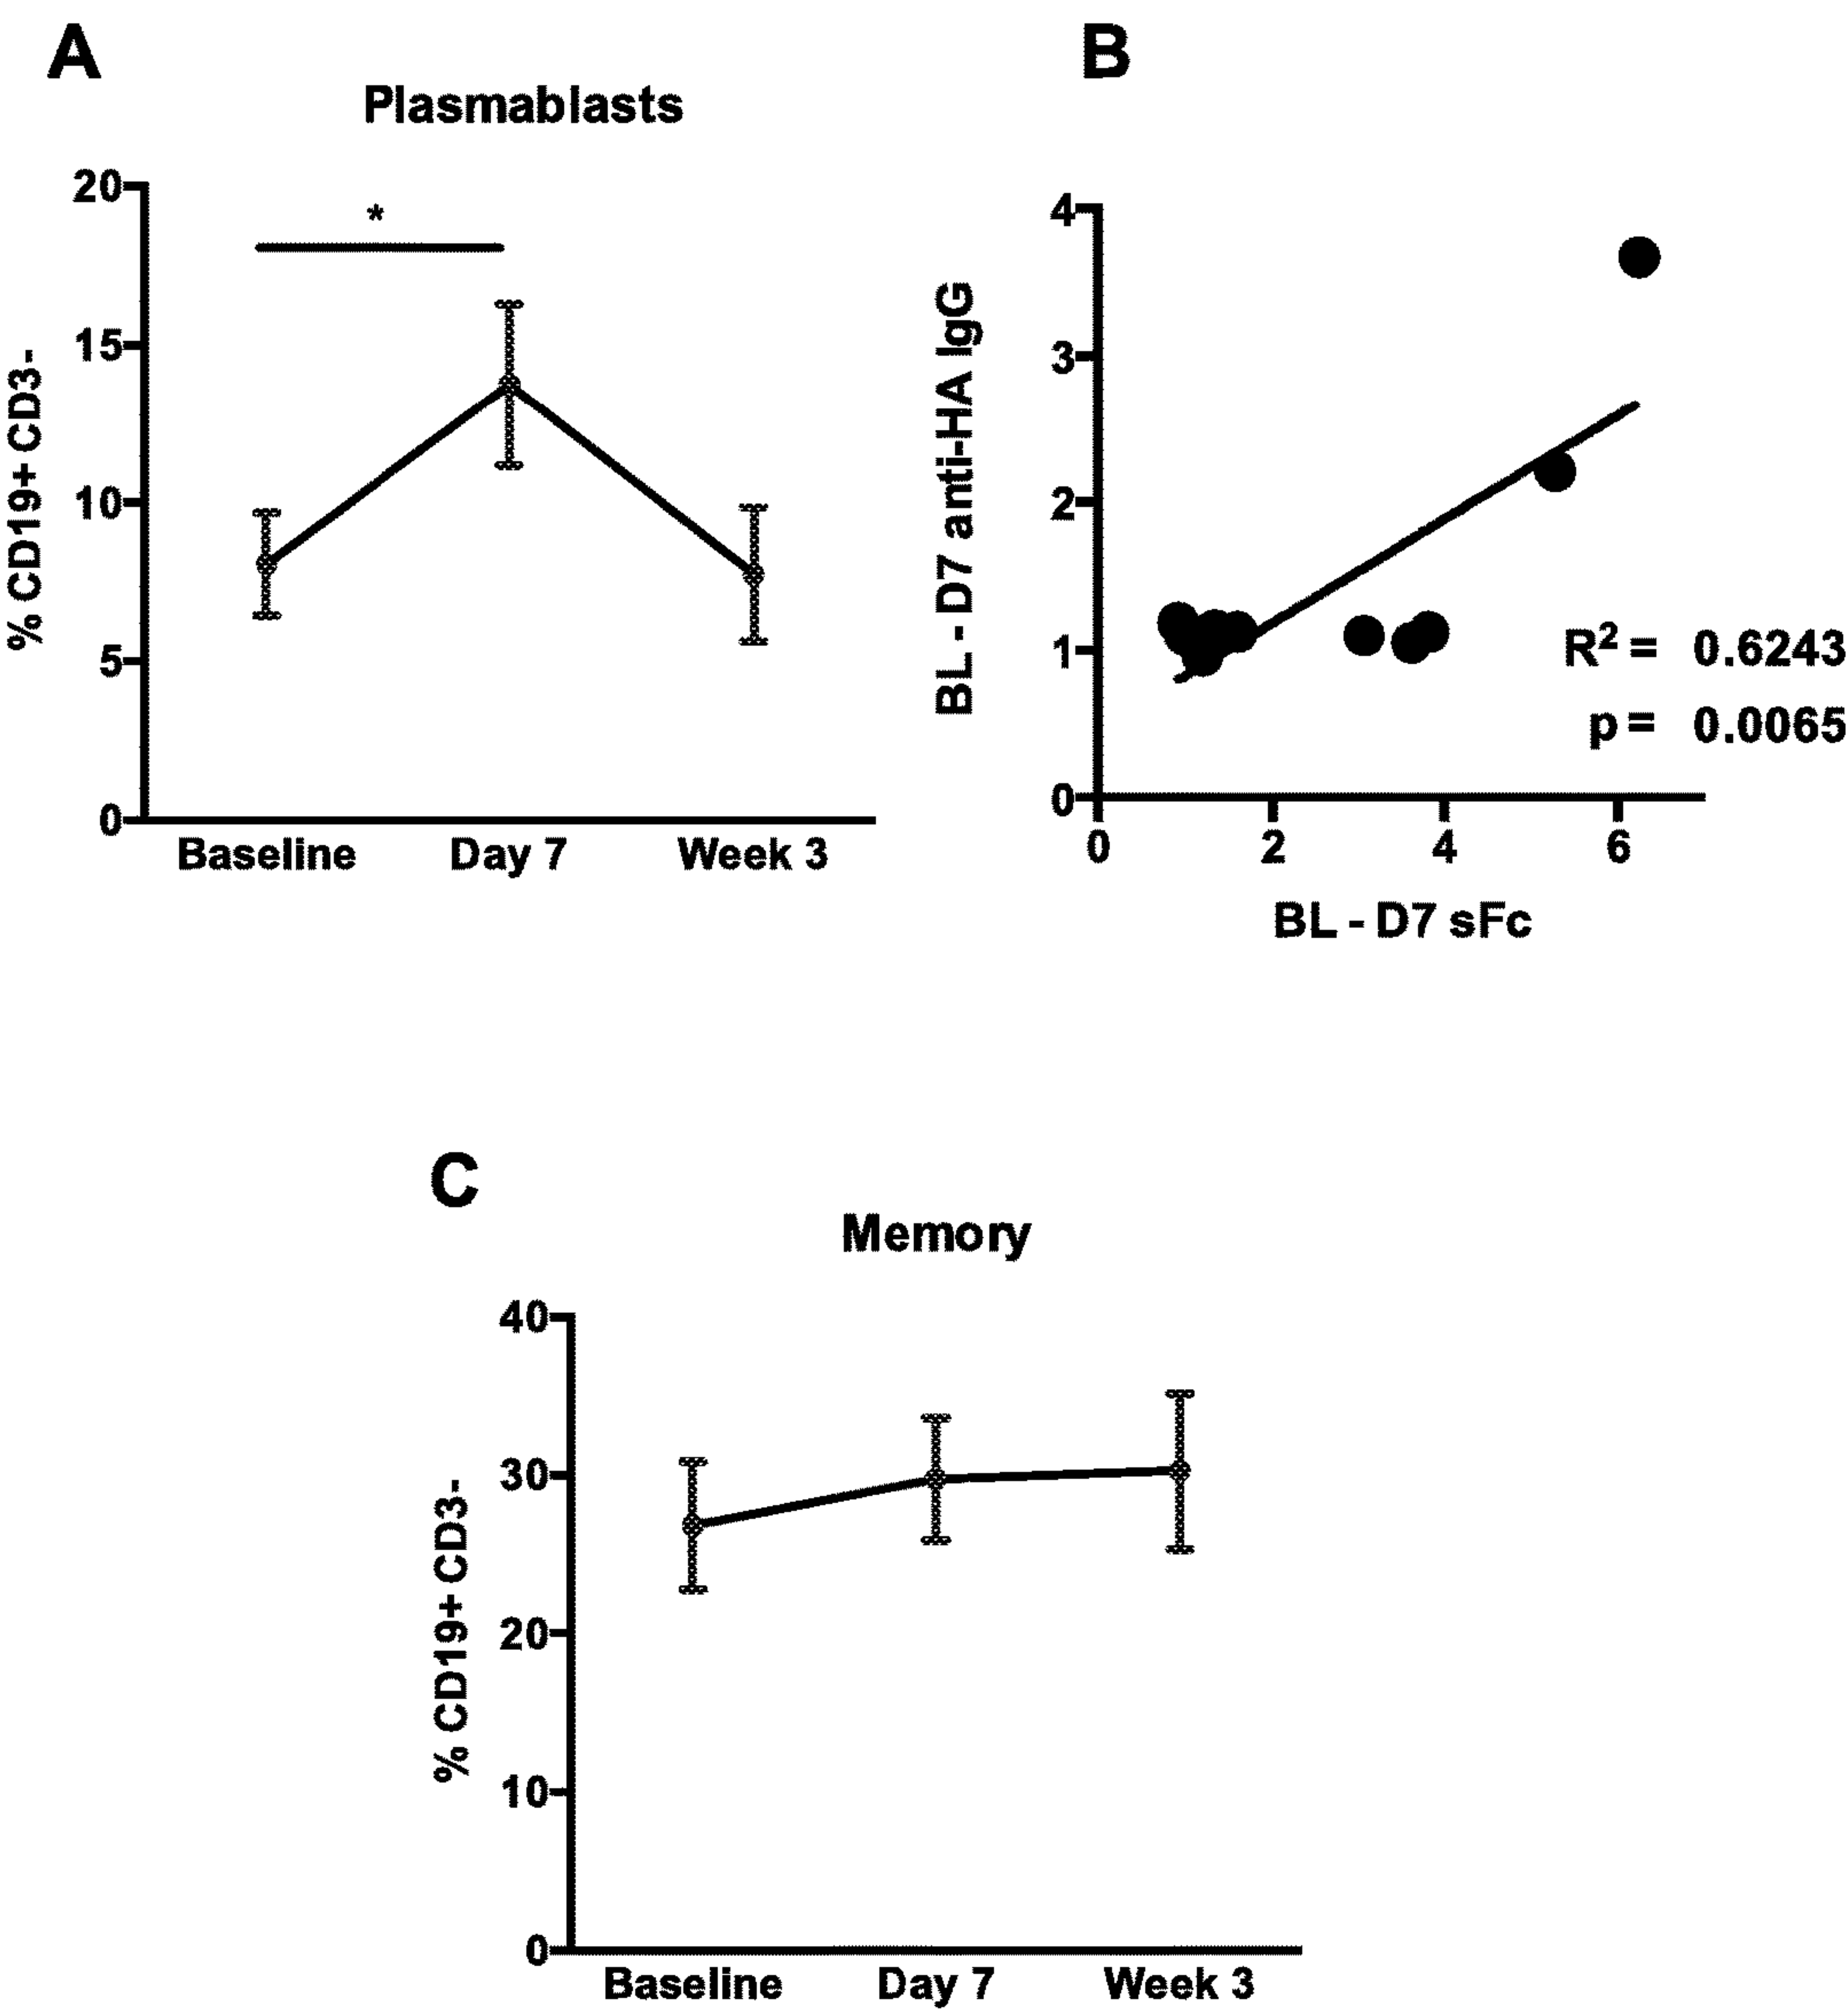 A
Plasmablasts
% CD19+ CD3-
20
15
10
5
0
*
Baseline Day 7 Week 3
B
BL - D7 anti-HA IgG
4
3
2
1
0
R² = 0.6243
p = 0.0065
0 2 4 6
BL - D7 sFc
C
Memory
% CD19+ CD3-
40
30
20
10
0
Baseline Day 7 Week 3